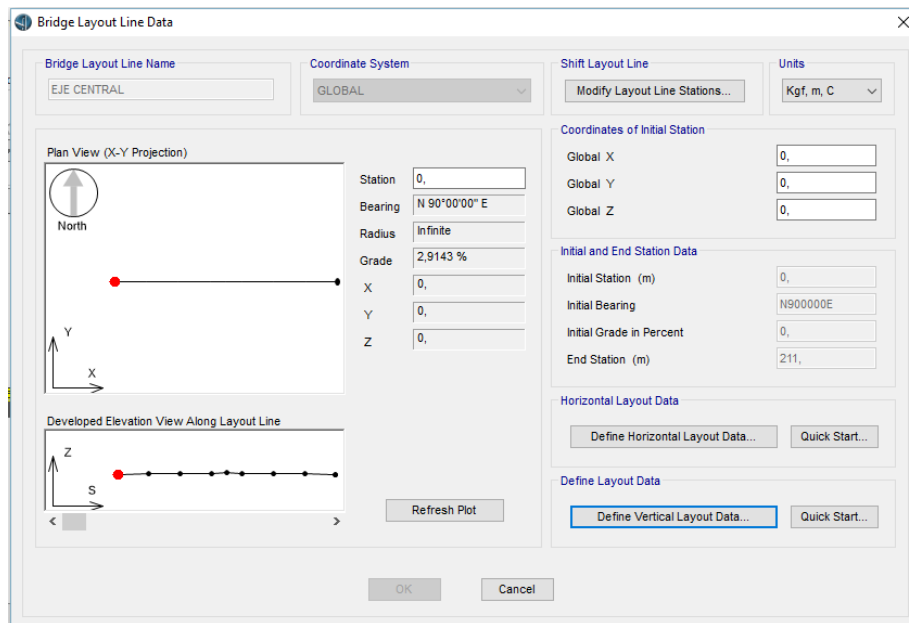 Bridge Layout Line Data
Bridge Layout Line Name
EJE CENTRAL
Coordinate System
GLOBAL
Shift Layout Line
Modify Layout Line Stations...
Units
Kgf, m, C
Plan View (X-Y Projection)
North
Y
X
Station 0,
Bearing N 90°00'00" E
Radius Infinite
Grade 2,9143 %
X 0,
Y 0,
Z 0,
Coordinates of Initial Station
Global X 0,
Global Y 0,
Global Z 0,
Initial and End Station Data
Initial Station (m) 0,
Initial Bearing N900000E
Initial Grade in Percent 0,
End Station (m) 211,
Developed Elevation View Along Layout Line
Z
S
Refresh Plot
Horizontal Layout Data
Define Horizontal Layout Data... Quick Start...
Define Layout Data
Define Vertical Layout Data... Quick Start...
OK Cancel